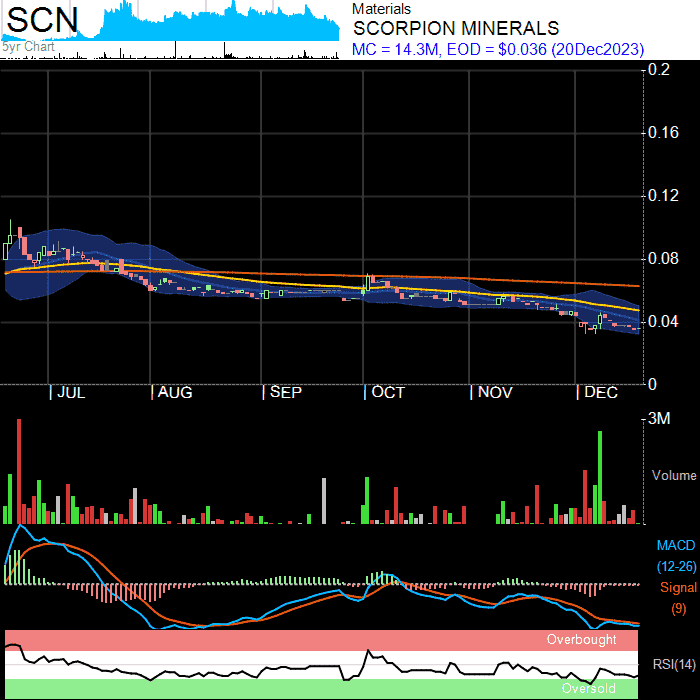 SCN
5yr Chart
Materials
SCORPION MINERALS
MC = 14.3M, EOD = $0.036 (20Dec2023)
0.2
0.16
0.12
0.08
0.04
0
JUL
AUG
SEP
OCT
NOV
DEC
3M
Volume
MACD
(12-26)
Signal
(9)
Overbought
RSI(14)
Oversold